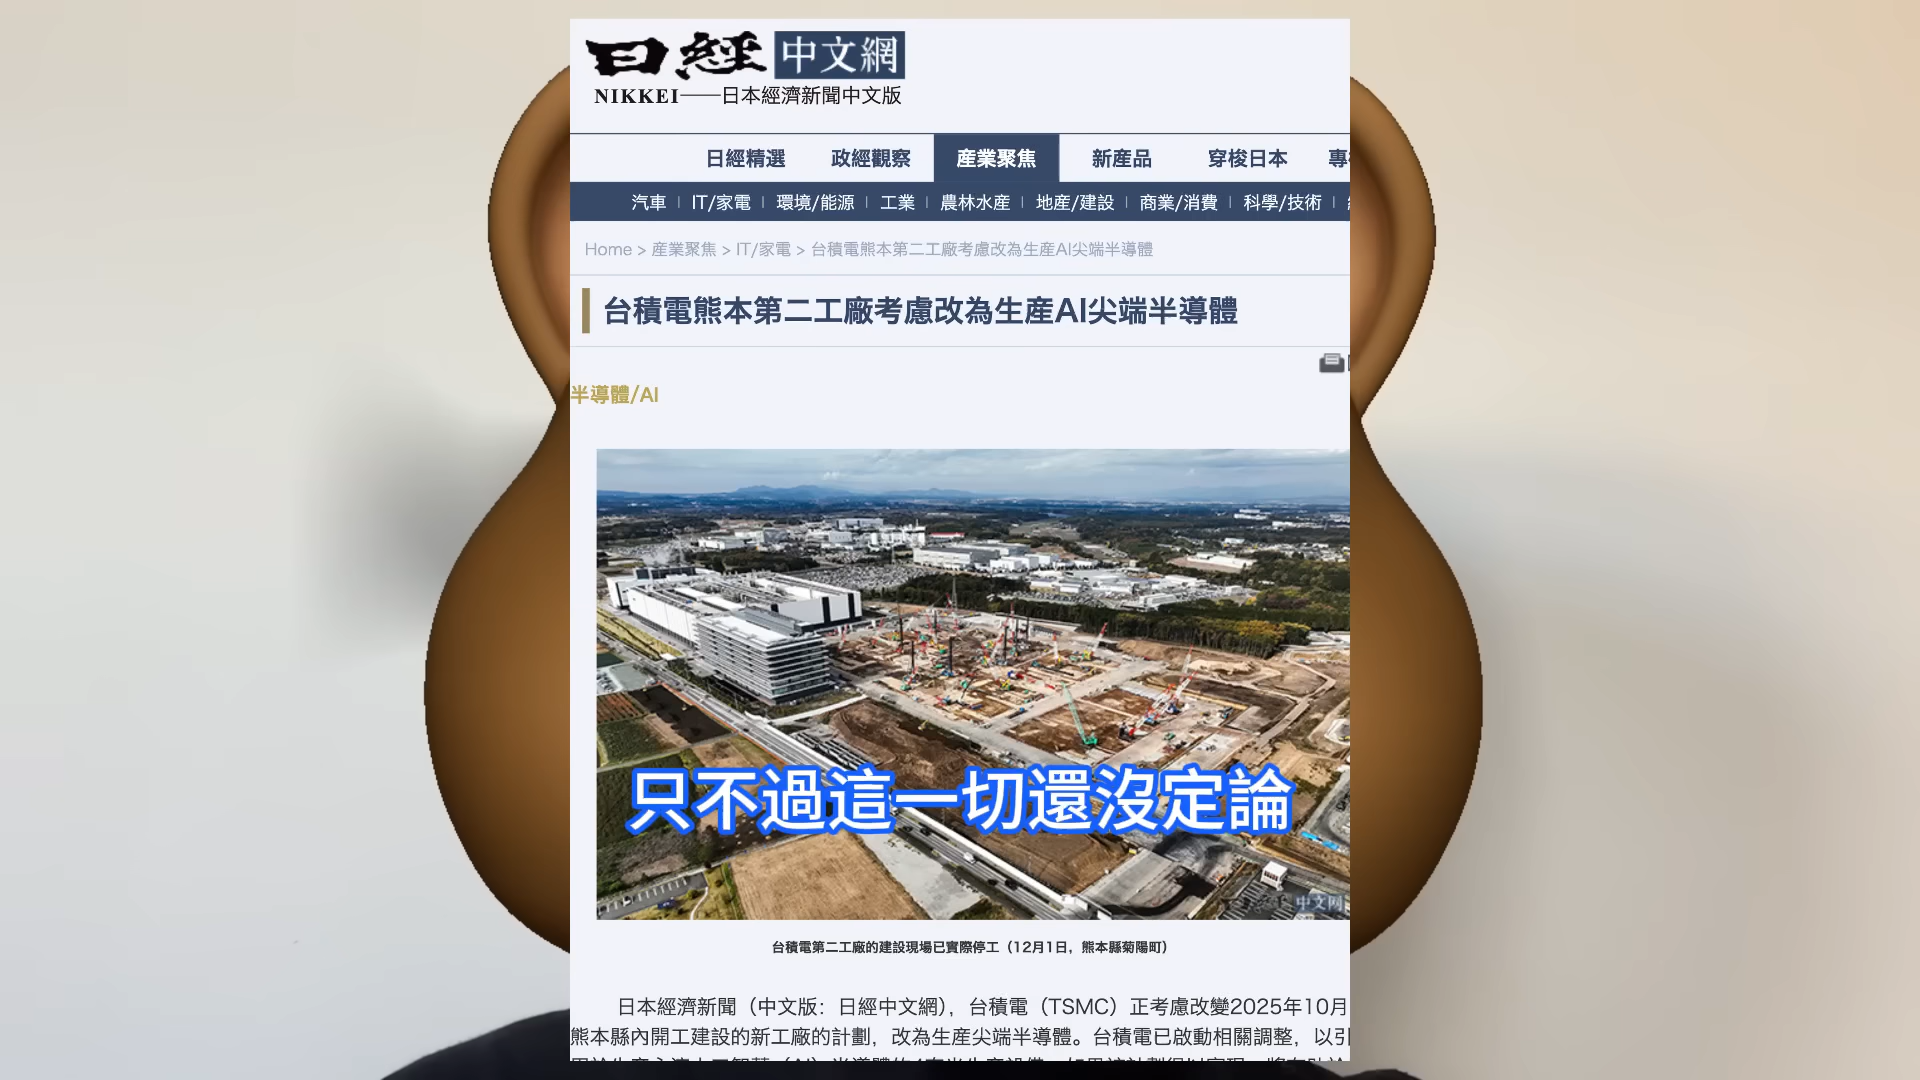 日經中文網
NIKKEI——日本經濟新聞中文版
日經精選 政經觀察 產業聚焦 新產品 穿梭日本 專
汽車 | IT/家電 | 環境/能源 | 工業 | 農林水產 | 地產/建設 | 商業/消費 | 科學/技術 |
Home > 產業聚焦 > IT/家電 > 台積電熊本第二工廠考慮改為生產AI尖端半導體
台積電熊本第二工廠考慮改為生產AI尖端半導體
半導體/AI
只不過這一切還沒定論
中文网
台積電第二工廠的建設現場已實際停工（12月1日，熊本縣菊陽町）
日本經濟新聞（中文版：日經中文網），台積電（TSMC）正考慮改變2025年10月
熊本縣內開工建設的新工廠的計劃，改為生產尖端半導體。台積電已啟動相關調整，以引